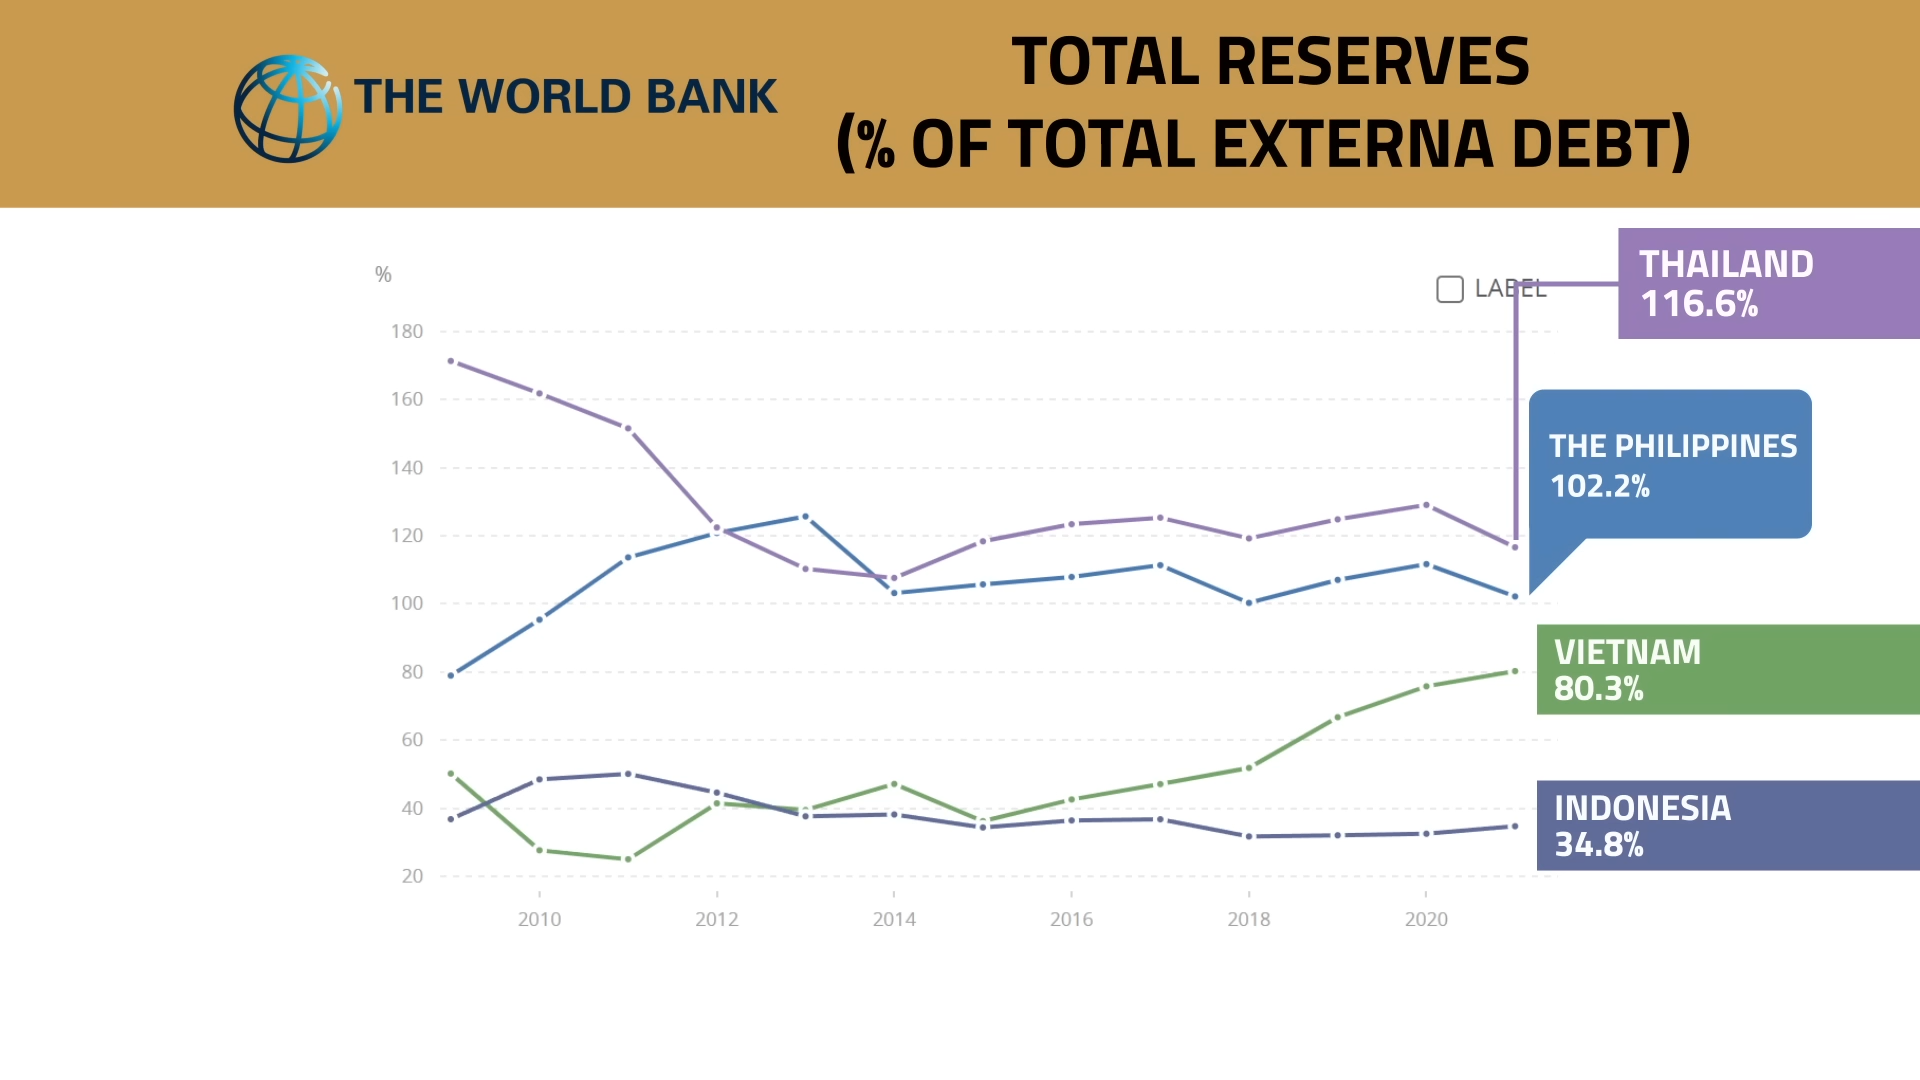 THE WORLD BANK
TOTAL RESERVES
(% OF TOTAL EXTERNA DEBT)
%
LABEL
THAILAND
116.6%
180
160
THE PHILIPPINES
102.2%
140
120
100
80
VIETNAM
80.3%
60
40
INDONESIA
34.8%
20
2010 2012 2014 2016 2018 2020